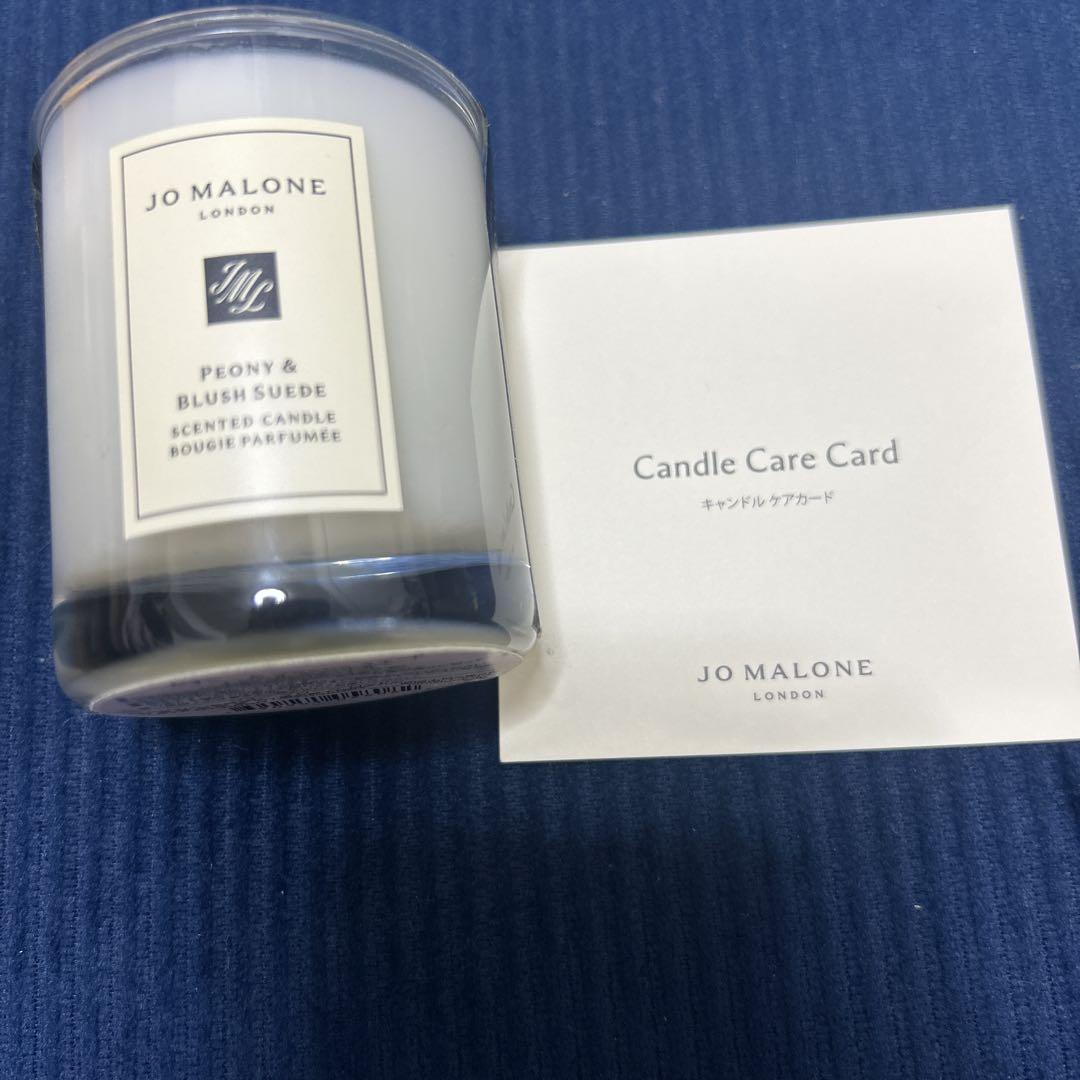 JO MALONE
LONDON
JML
PEONY &
BLUSH SUEDE
SCENTED CANDLE
BOUGIE PARFUMÉE
Candle Care Card
キャンドル ケアカード
JO MALONE
LONDON